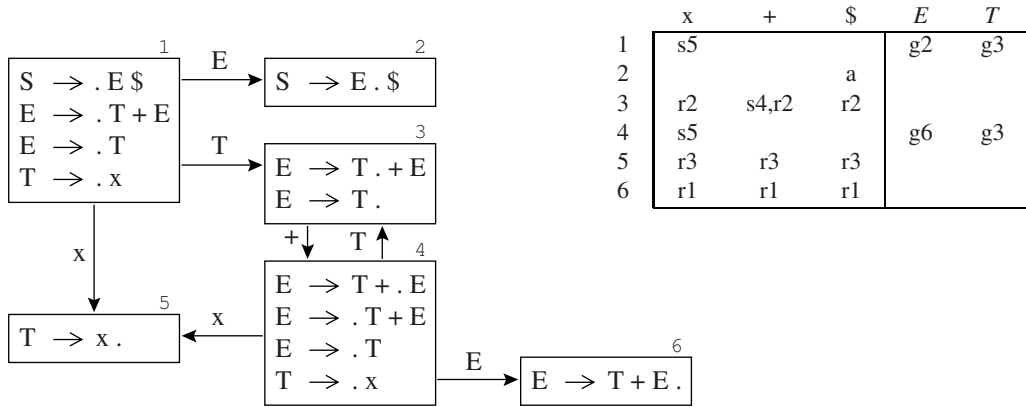 1
S → . E $
E → . T + E
E → . T
T → . x
E
2
S → E . $
T
3
E → T . + E
E → T .
x
+
T
4
E → T + . E
E → . T + E
E → . T
T → . x
x
5
T → x .
E
6
E → T + E .
x + $ E T
1 s5 g2 g3
2 a
3 r2 s4,r2 r2
4 s5 g6 g3
5 r3 r3 r3
6 r1 r1 r1